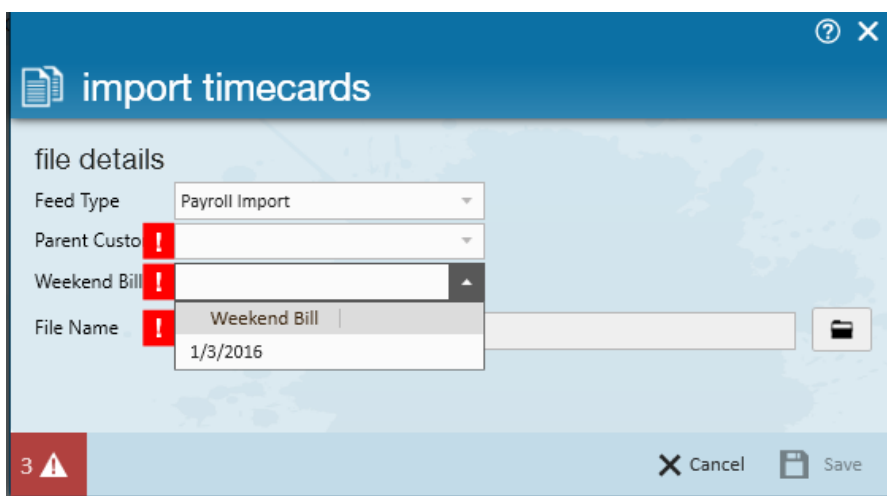 import timecards
file details
Feed Type Payroll Import
Parent Custo !
Weekend Bill !
Weekend Bill
File Name !
1/3/2016
3 Cancel Save